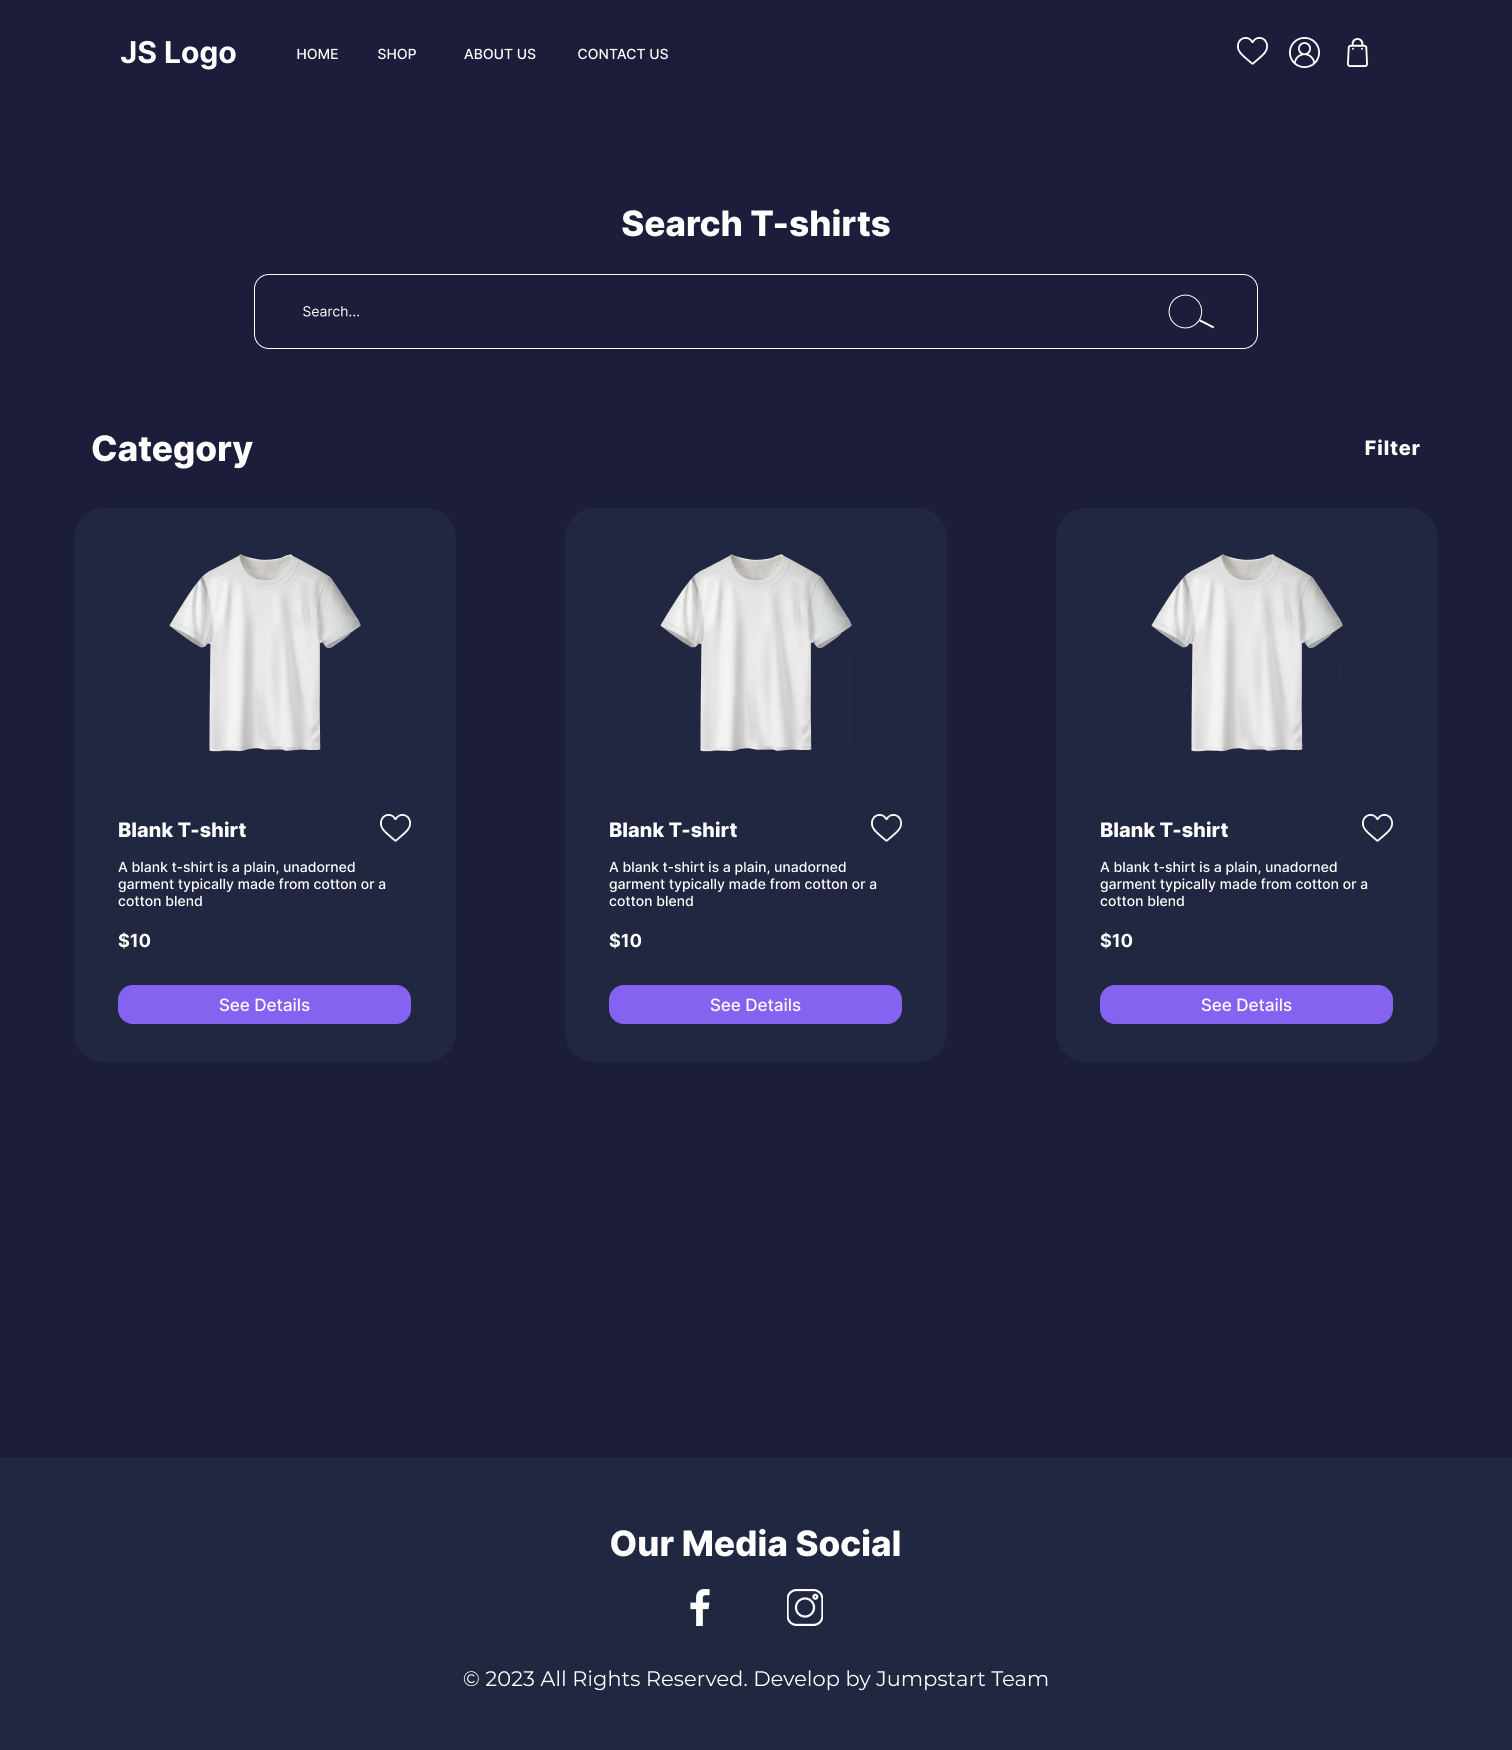 JS Logo
HOME
SHOP
ABOUT US
CONTACT US
Search T-shirts
Search...
Category
Filter
Blank T-shirt
A blank t-shirt is a plain, unadorned
garment typically made from cotton or a
cotton blend
$10
See Details
Blank T-shirt
A blank t-shirt is a plain, unadorned
garment typically made from cotton or a
cotton blend
$10
See Details
Blank T-shirt
A blank t-shirt is a plain, unadorned
garment typically made from cotton or a
cotton blend
$10
See Details
Our Media Social
© 2023 All Rights Reserved. Develop by Jumpstart Team